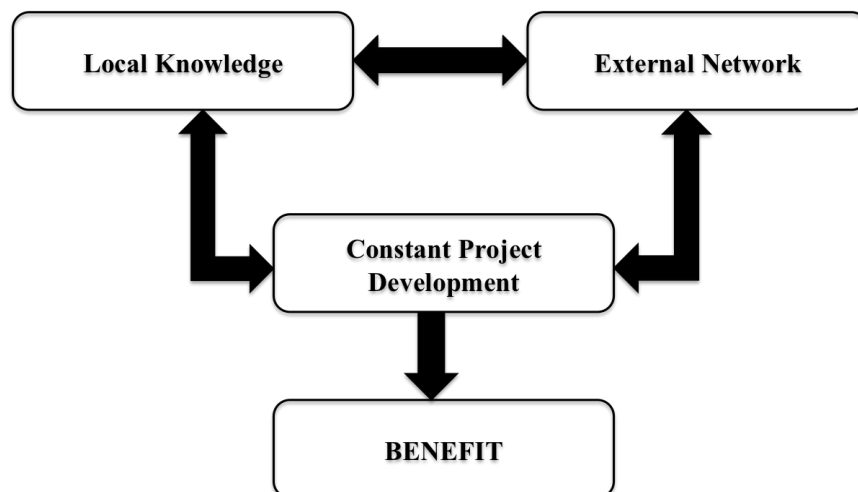 Local Knowledge
External Network
Constant Project
Development
BENEFIT